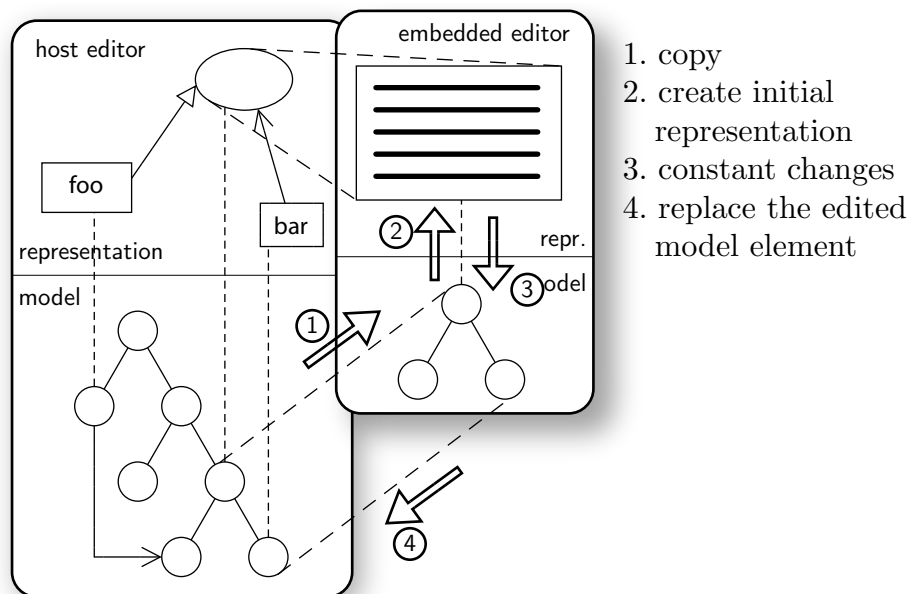 host editor
embedded editor
foo
bar
representation
model
repr.
odel
1
2
3
4
1. copy
2. create initial
representation
3. constant changes
4. replace the edited
model element